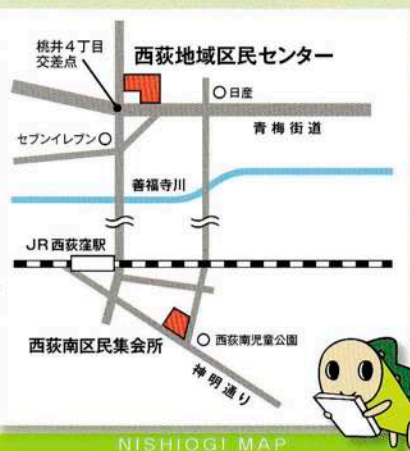 桃井4丁目
交差点
西荻地域区民センター
日産
青梅街道
セブンイレブン
善福寺川
JR西荻窪駅
西荻南区民集会所
西荻南児童公園
神明通り
NISHIOGI MAP